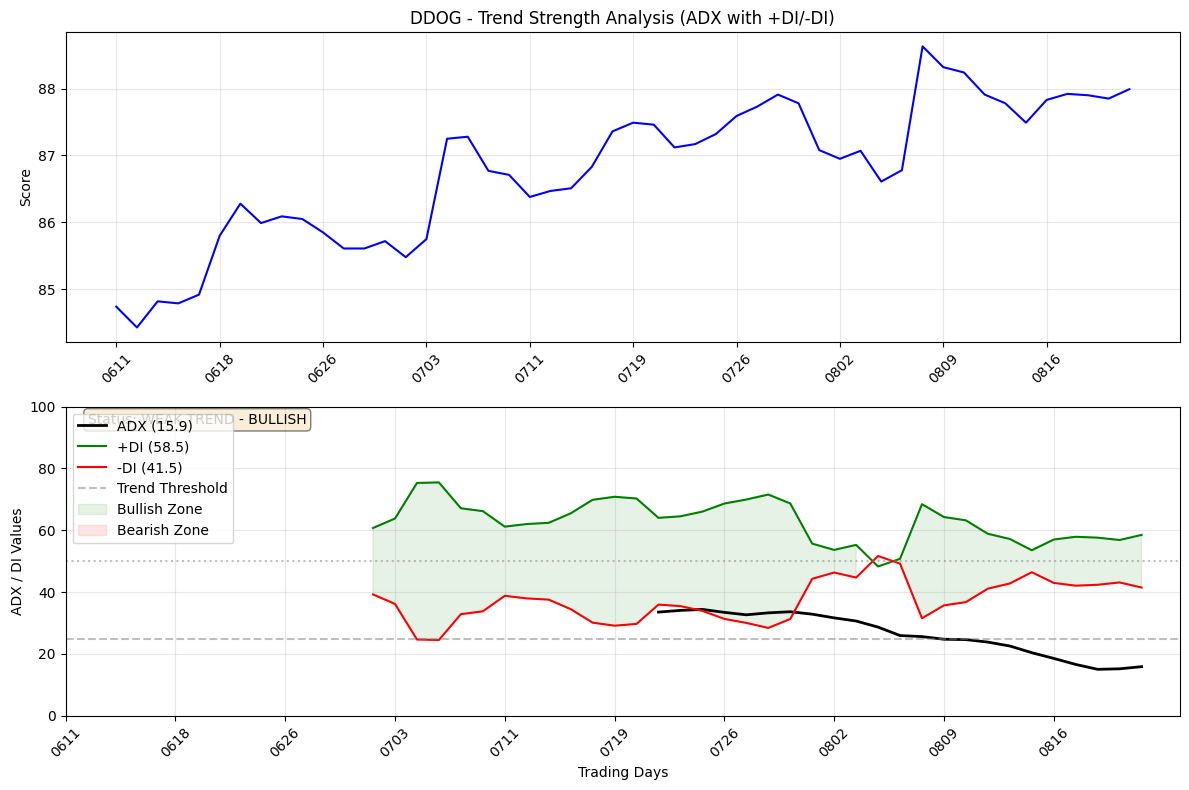 DDOG - Trend Strength Analysis (ADX with +DI/-DI)
Score
88
87
86
85
0611
0618
0626
0703
0711
0719
0726
0802
0809
0816
Status: WEAK TREND - BULLISH
ADX (15.9)
+DI (58.5)
-DI (41.5)
Trend Threshold
Bullish Zone
Bearish Zone
ADX / DI Values
100
80
60
40
20
0
0611
0618
0626
0703
0711
0719
0726
0802
0809
0816
Trading Days